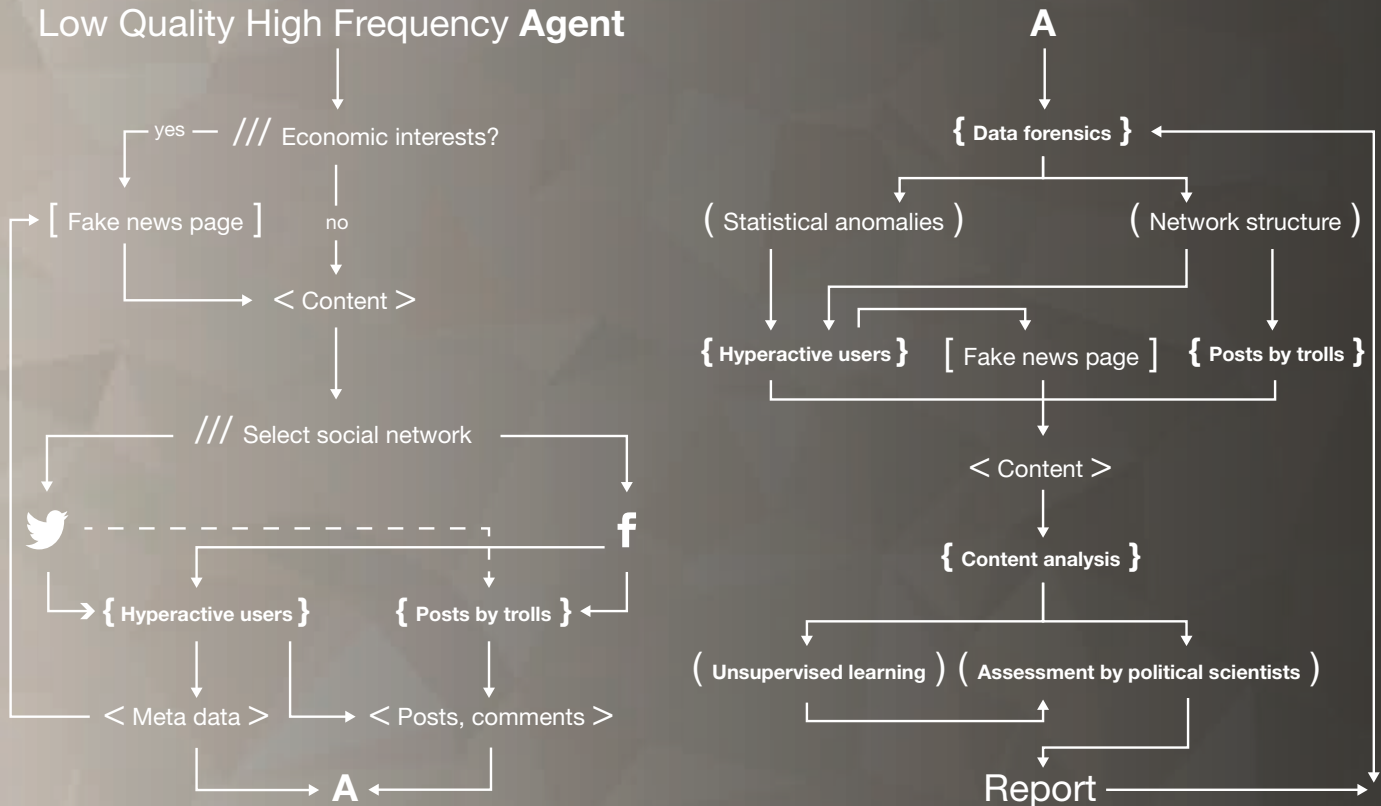 Low Quality High Frequency Agent
yes
/// Economic interests?
[ Fake news page ]
no
< Content >
/// Select social network
{ Hyperactive users }
{ Posts by trolls }
< Meta data >
< Posts, comments >
A
A
{ Data forensics }
( Statistical anomalies )
( Network structure )
{ Hyperactive users }
[ Fake news page ]
{ Posts by trolls }
< Content >
{ Content analysis }
( Unsupervised learning )
( Assessment by political scientists )
Report